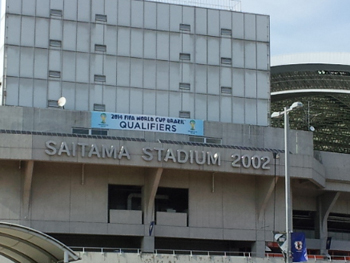 2014 FIFA WORLD CUP BRAZIL
QUALIFIERS
SAITAMA STADIUM 2002